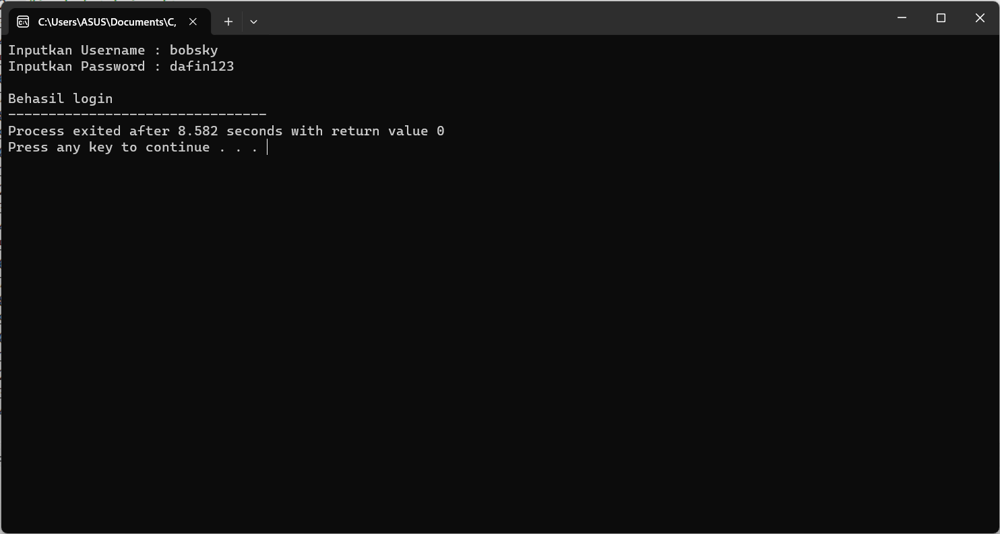 C:\Users\ASUS\Documents\C,
Inputkan Username : bobsky
Inputkan Password : dafin123
Behasil login
--------------------------------
Process exited after 8.582 seconds with return value 0
Press any key to continue . . .